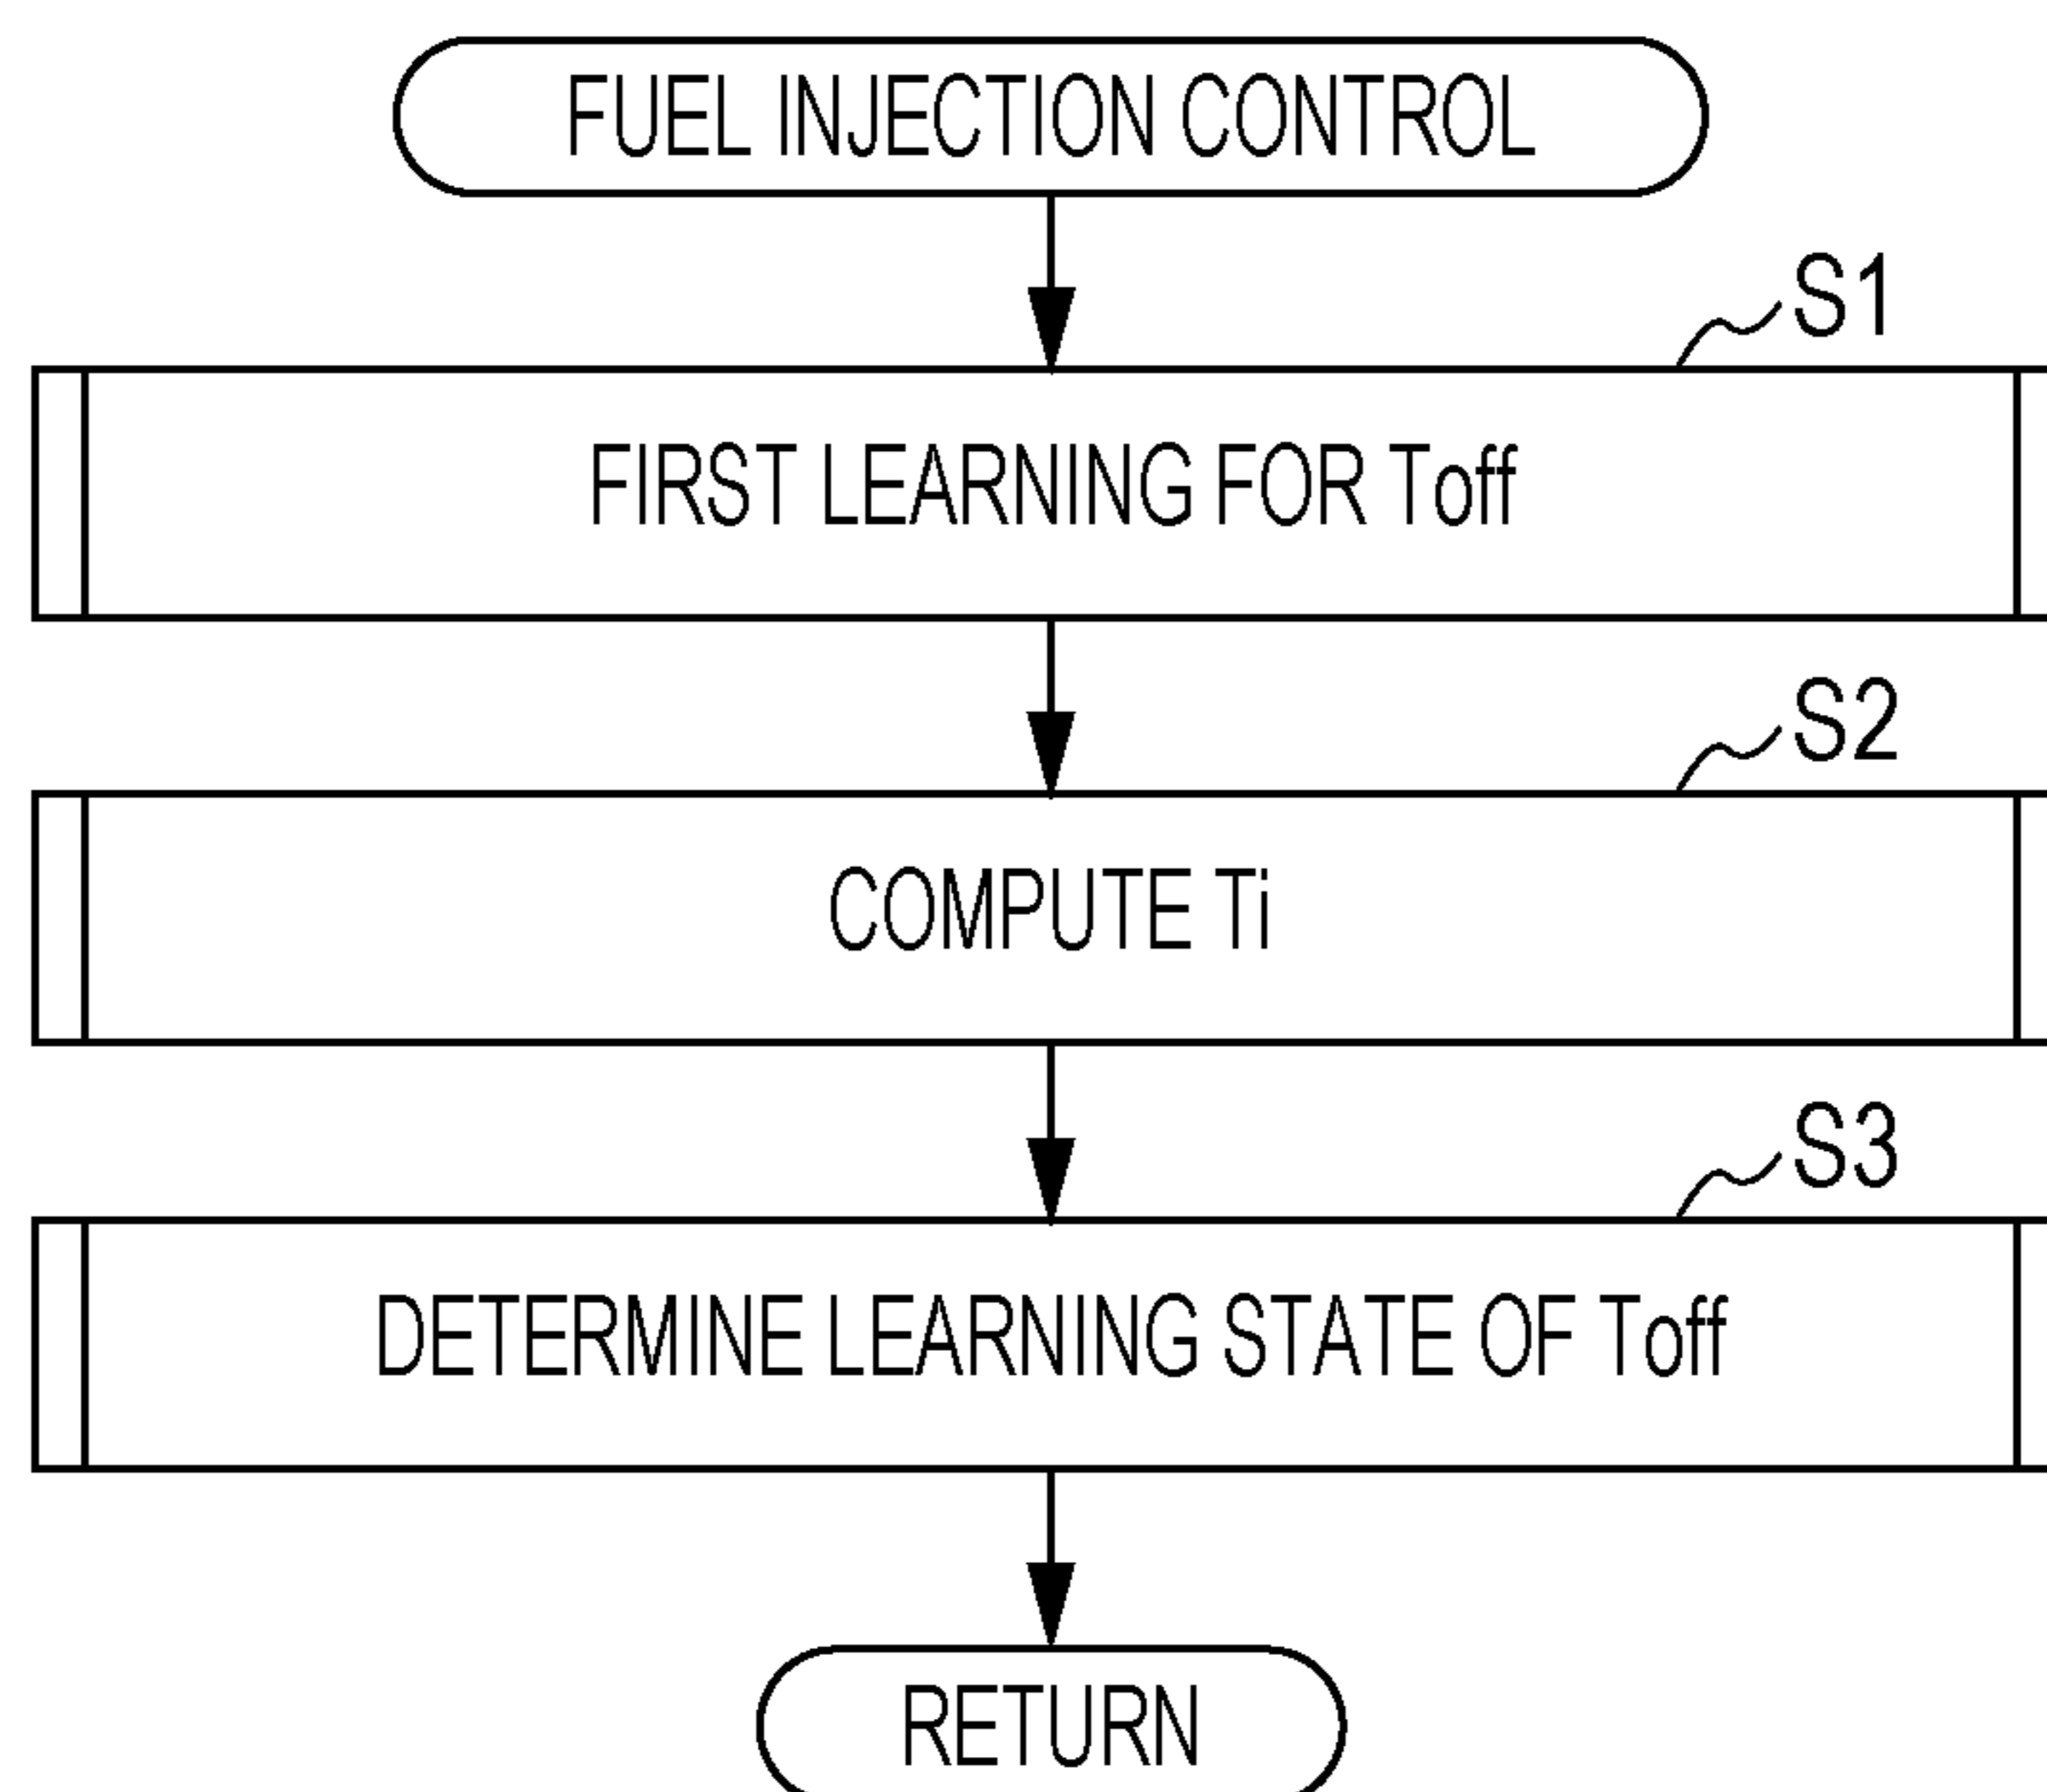 FUEL INJECTION CONTROL
S1
FIRST LEARNING FOR Toff
S2
COMPUTE Ti
S3
DETERMINE LEARNING STATE OF Toff
RETURN